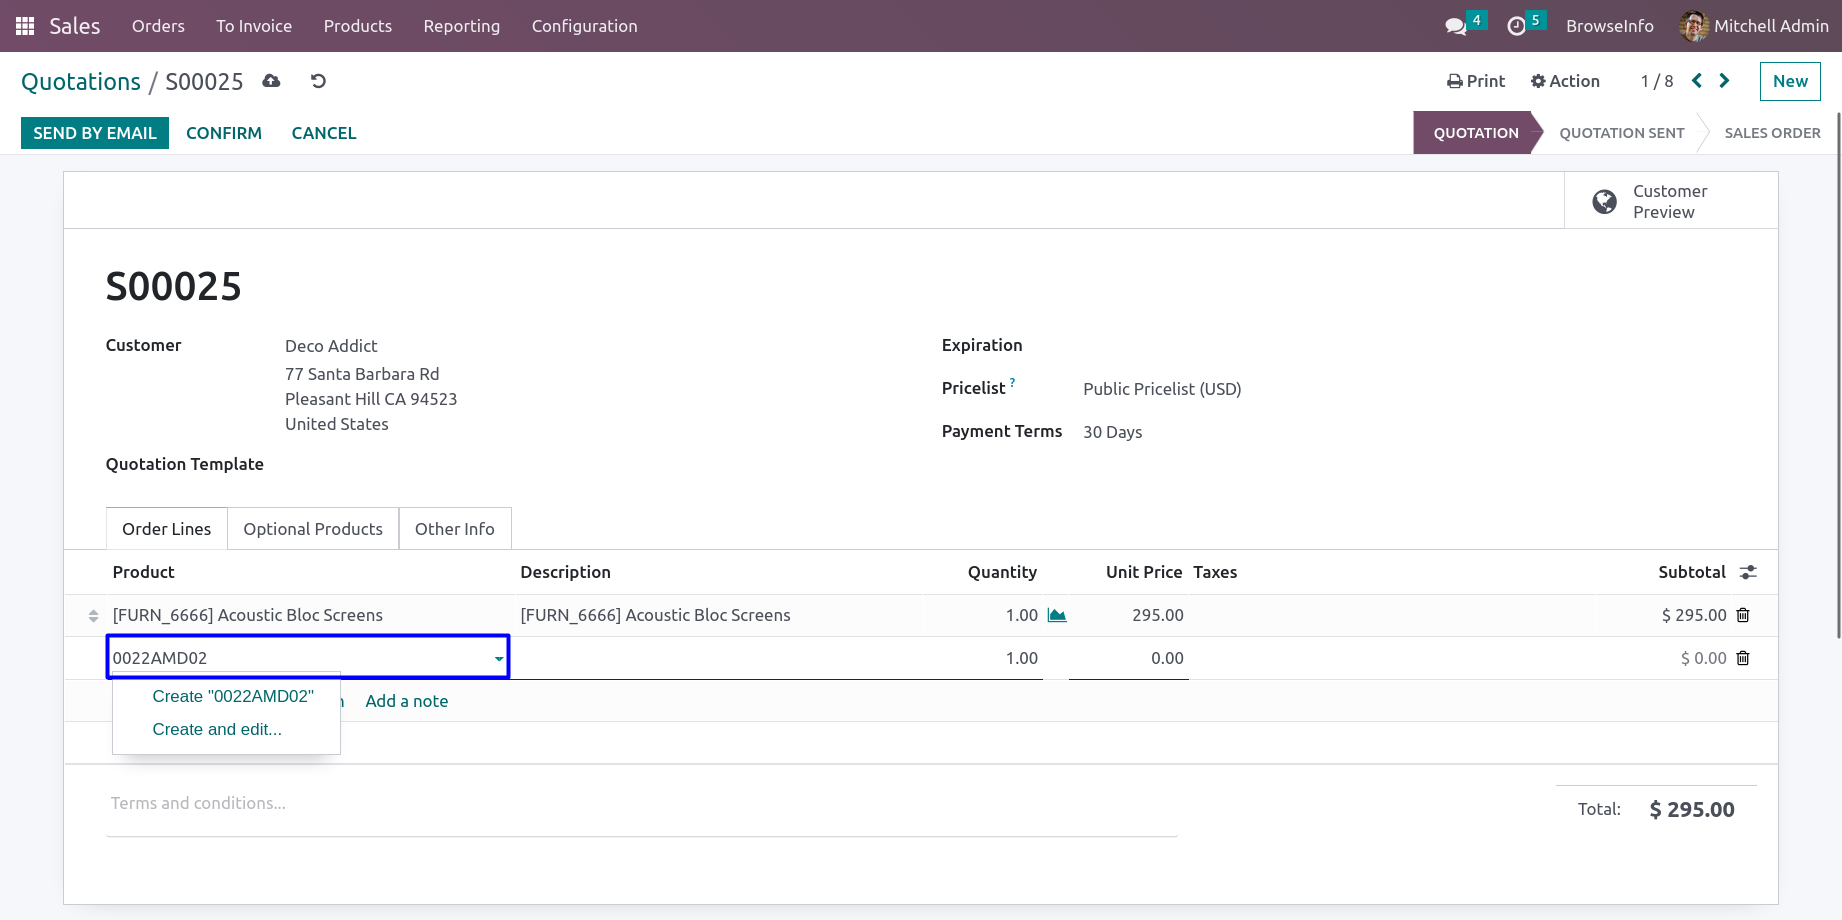 Sales Orders To Invoice Products Reporting Configuration 4 5 BrowseInfo Mitchell Admin
Quotations / S00025 Print Action 1 / 8 New
SEND BY EMAIL CONFIRM CANCEL QUOTATION QUOTATION SENT SALES ORDER
Customer
Preview
S00025
Customer Deco Addict Expiration
77 Santa Barbara Rd
Pleasant Hill CA 94523 Pricelist ? Public Pricelist (USD)
United States Payment Terms 30 Days
Quotation Template
Order Lines Optional Products Other Info
Product Description Quantity Unit Price Taxes Subtotal
[FURN_6666] Acoustic Bloc Screens [FURN_6666] Acoustic Bloc Screens 1.00 295.00 $ 295.00
0022AMD02 1.00 0.00 $ 0.00
Create "0022AMD02" Add a note
Create and edit...
Terms and conditions...
Total: $ 295.00